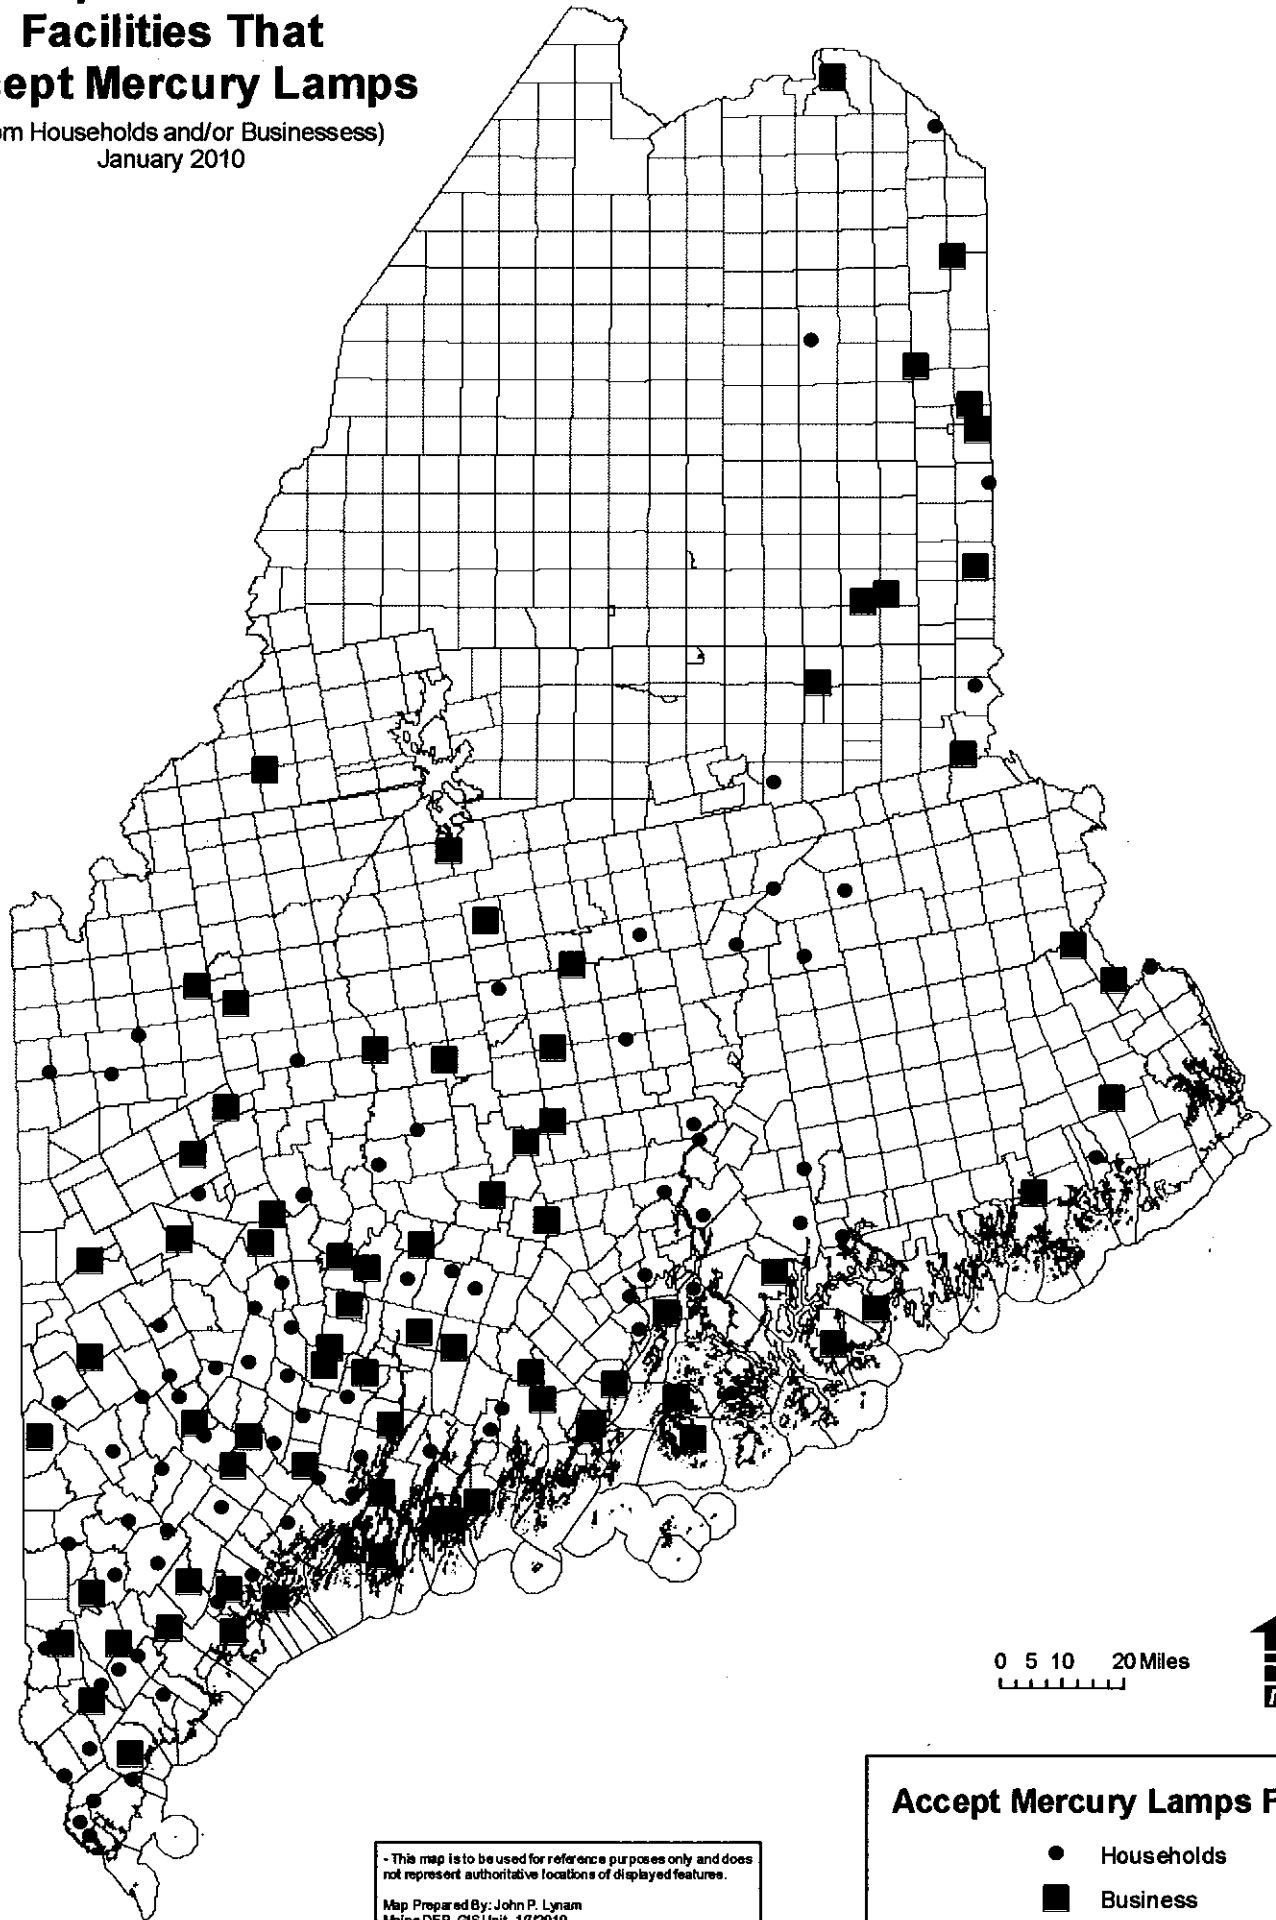 Facilities That
ept Mercury Lamps
m Households and/or Businessess)
January 2010
0 5 10 20 Miles
Accept Mercury Lamps F
Households
Business
- This map is to be used for reference purposes only and does
not represent authoritative locations of displayed features.
Map Prepared By: John P. Lynam